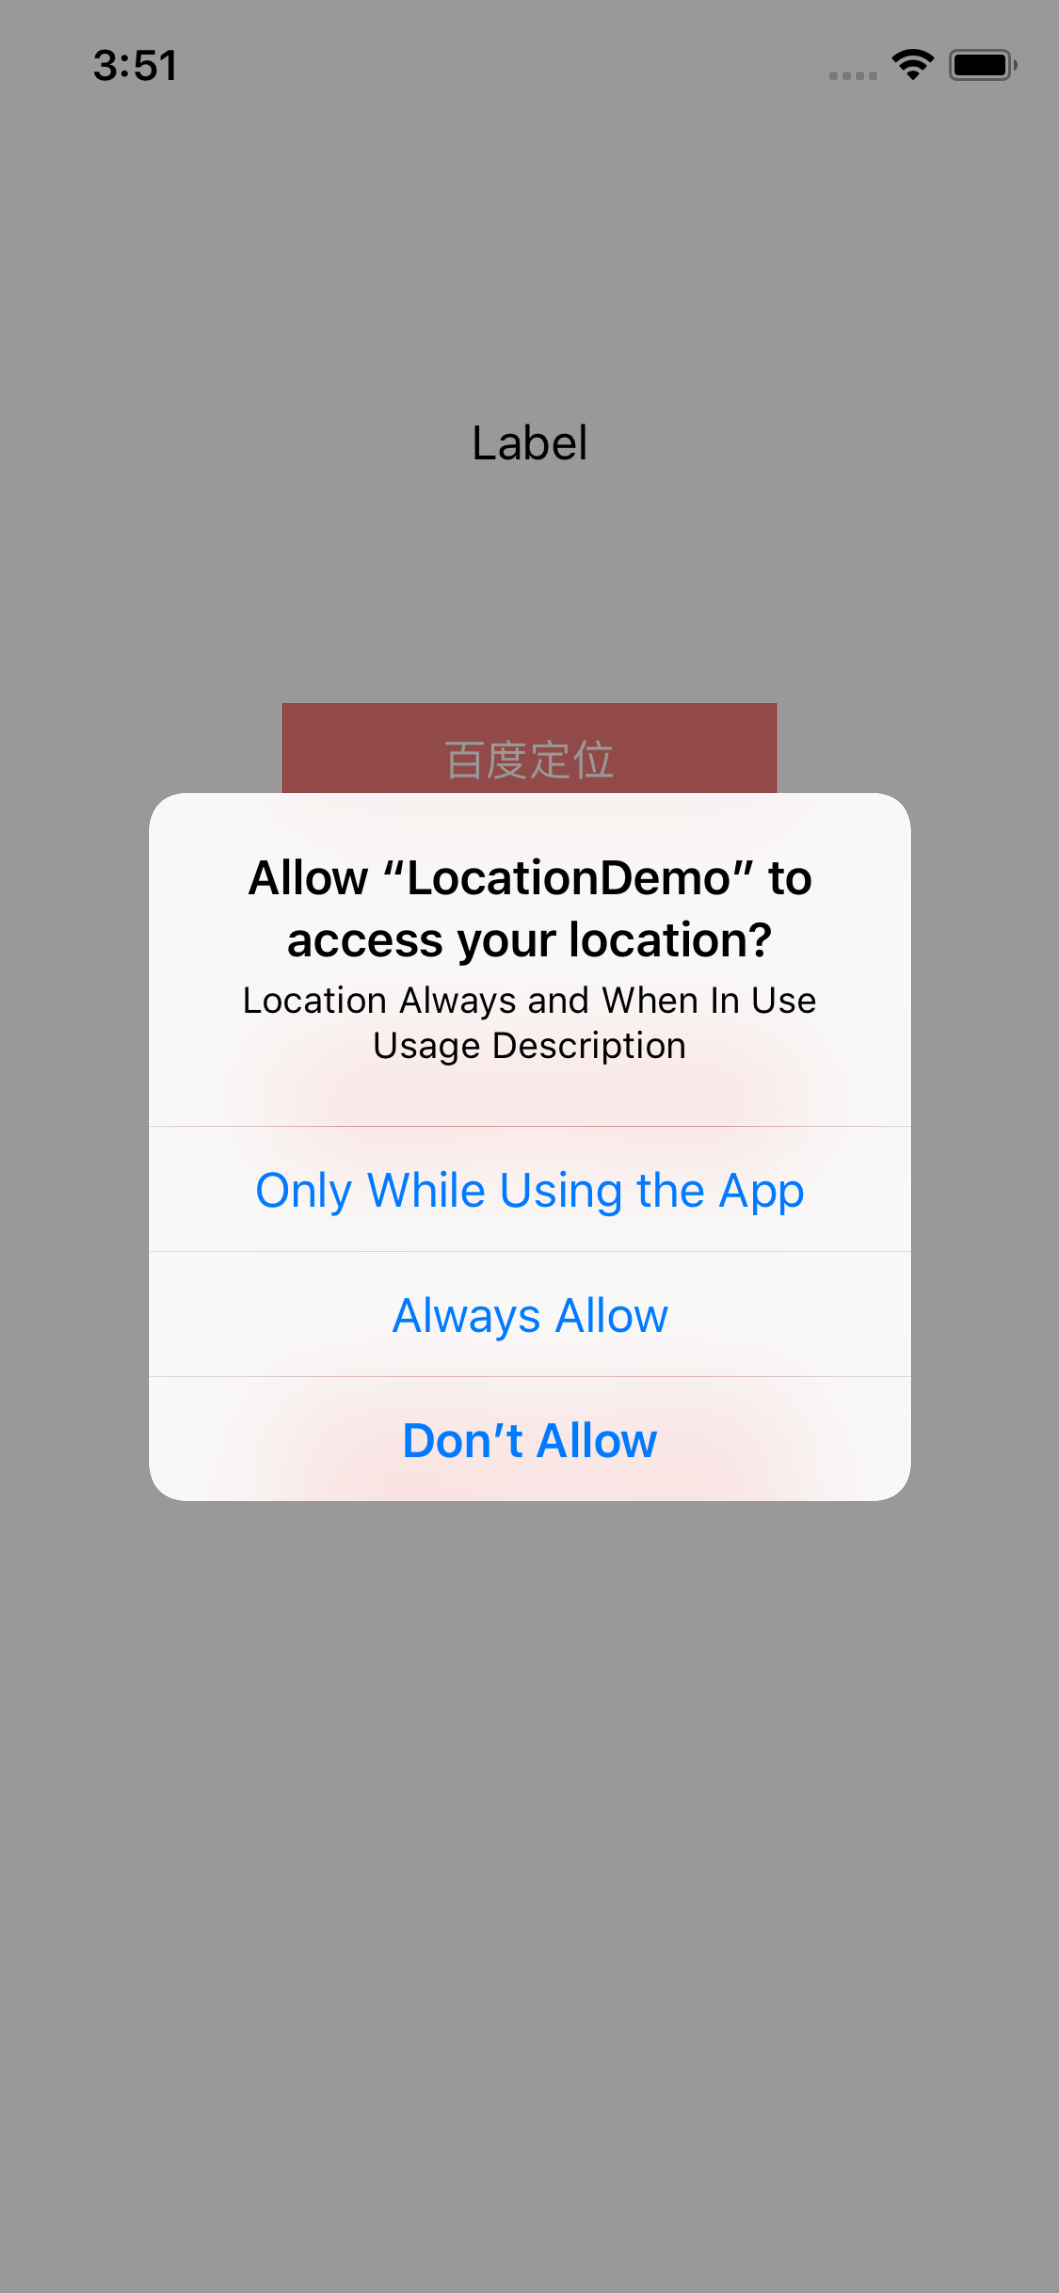 3:51
Label
百度定位
Allow “LocationDemo” to
access your location?
Location Always and When In Use
Usage Description
Only While Using the App
Always Allow
Don’t Allow